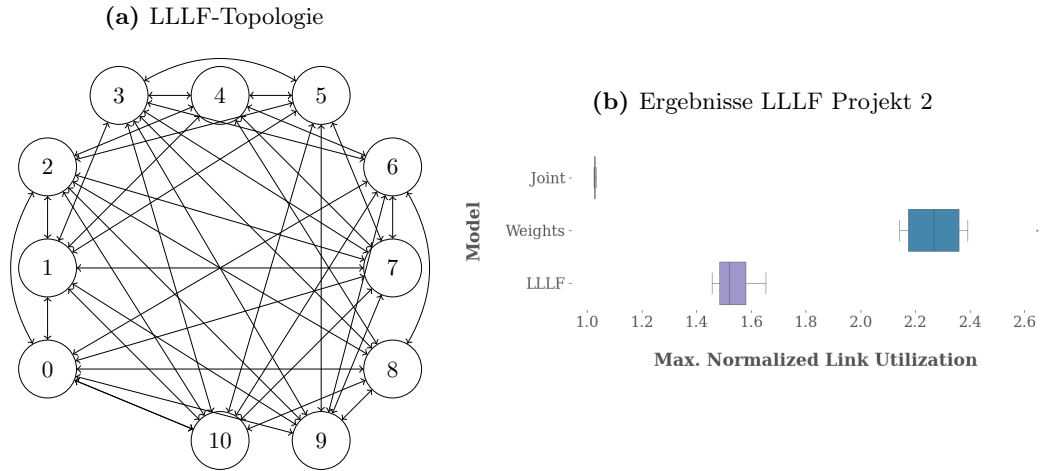 (a) LLLF-Topologie
3
4
5
2
6
1
7
0
8
10
9
(b) Ergebnisse LLLF Projekt 2
Model
Joint
Weights
LLLF
1.0 1.2 1.4 1.6 1.8 2.0 2.2 2.4 2.6
Max. Normalized Link Utilization